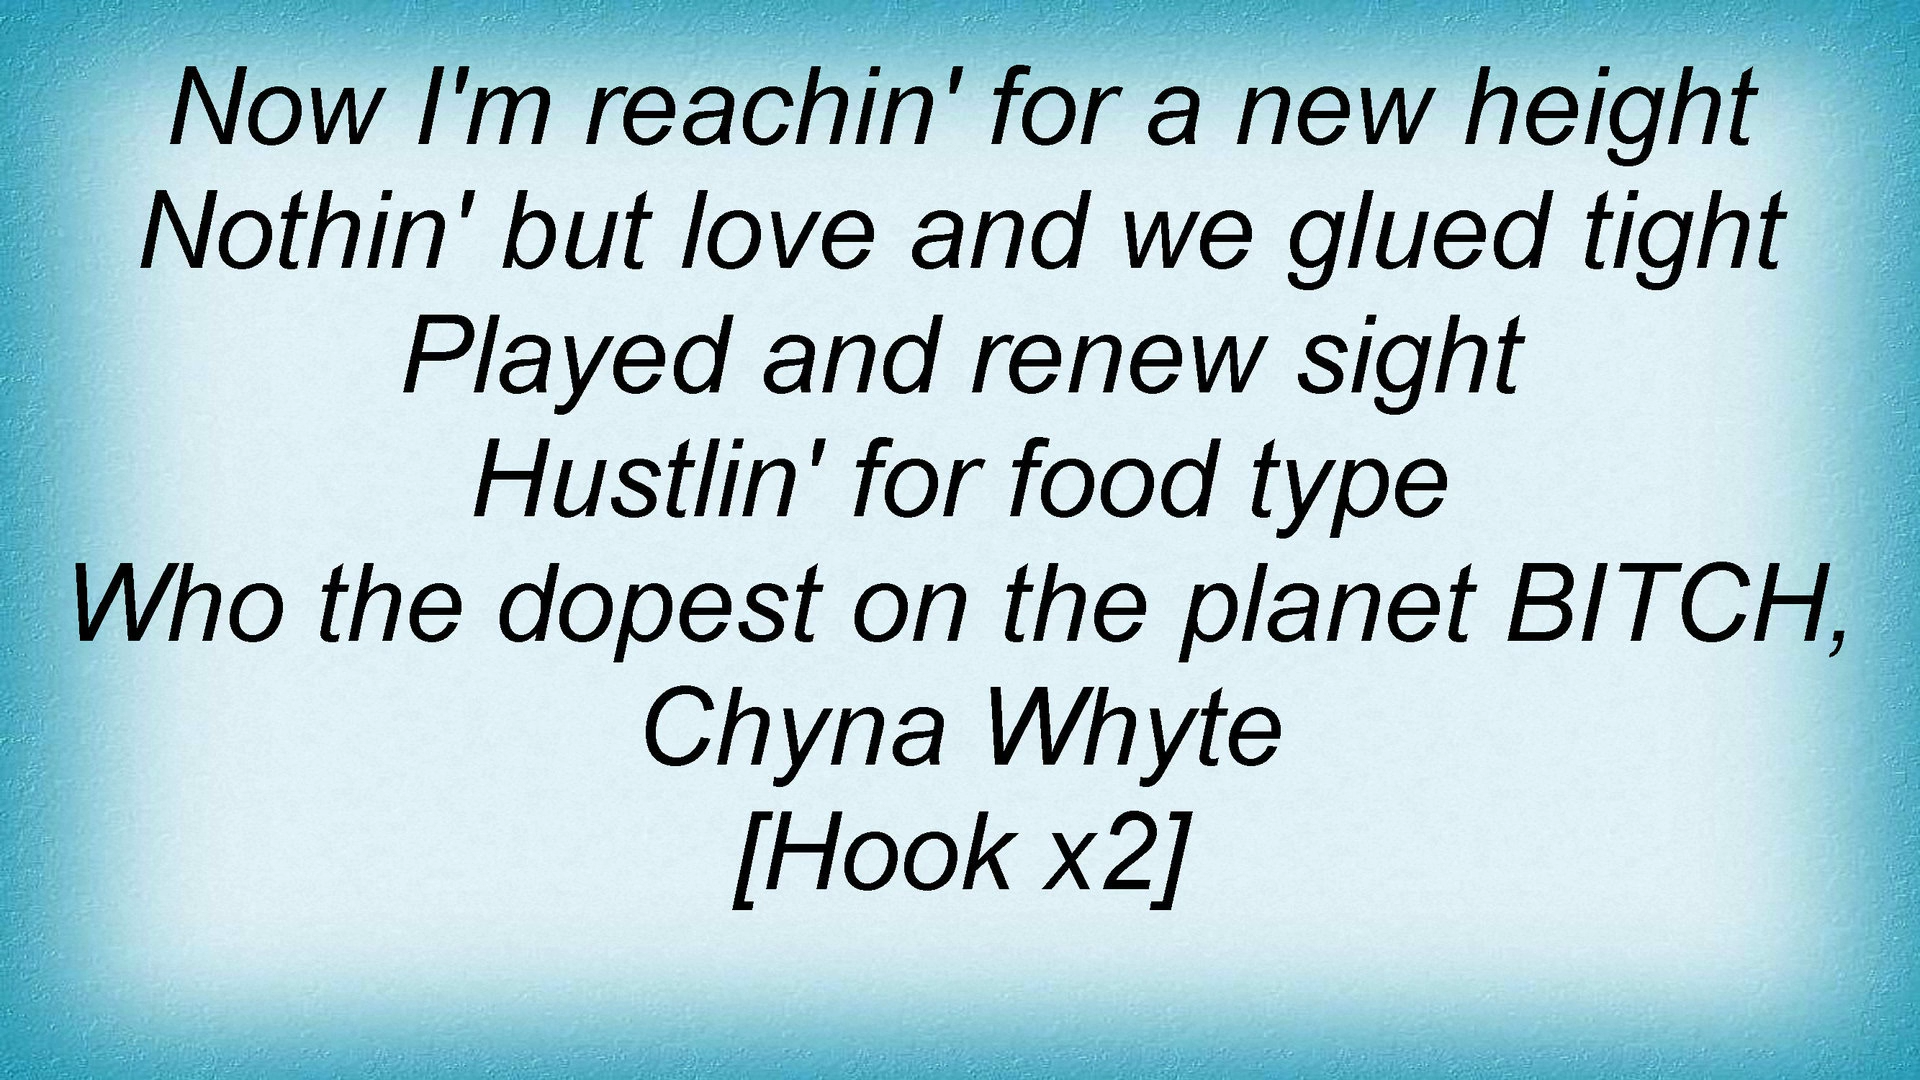 Now I'm reachin' for a new height
Nothin' but love and we glued tight
Played and renew sight
Hustlin' for food type
Who the dopest on the planet BITCH,
Chyna Whyte
[Hook x2]